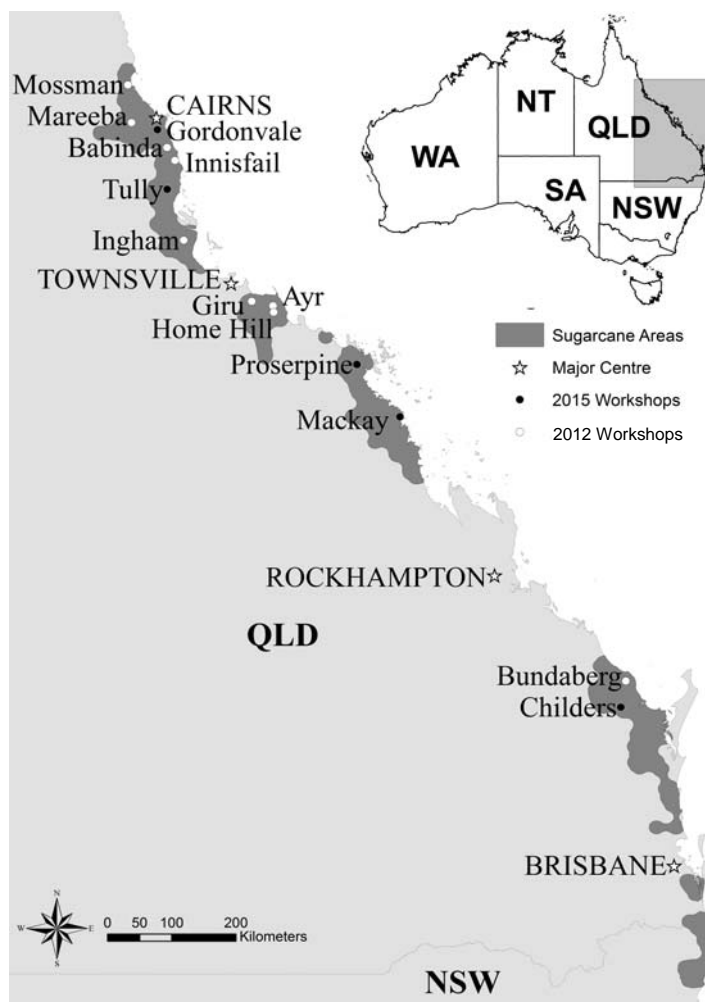 Mossman
CAIRNS
Mareeba
Gordonvale
Babinda
Innisfail
Tully
Ingham
TOWNSVILLE
Giru
Ayr
Home Hill
Proserpine
Mackay
ROCKHAMPTON
QLD
Bundaberg
Childers
BRISBANE
NSW
WA
NT
QLD
SA
NSW
Sugarcane Areas
Major Centre
2015 Workshops
2012 Workshops
N
W
E
S
0 50 100 200
Kilometers